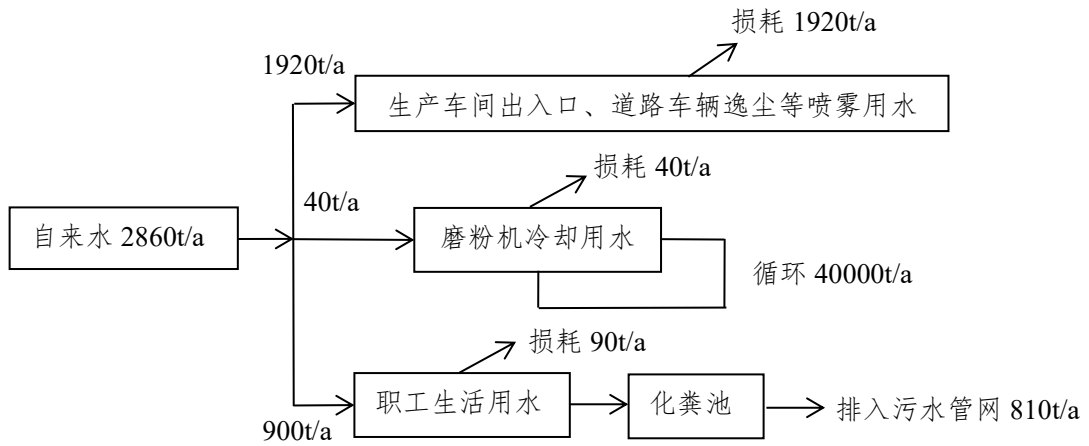 损耗 1920t/a
1920t/a
生产车间出入口、道路车辆逸尘等喷雾用水
损耗 40t/a
40t/a
自来水 2860t/a
磨粉机冷却用水
循环 40000t/a
损耗 90t/a
职工生活用水
化粪池
排入污水管网 810t/a
900t/a